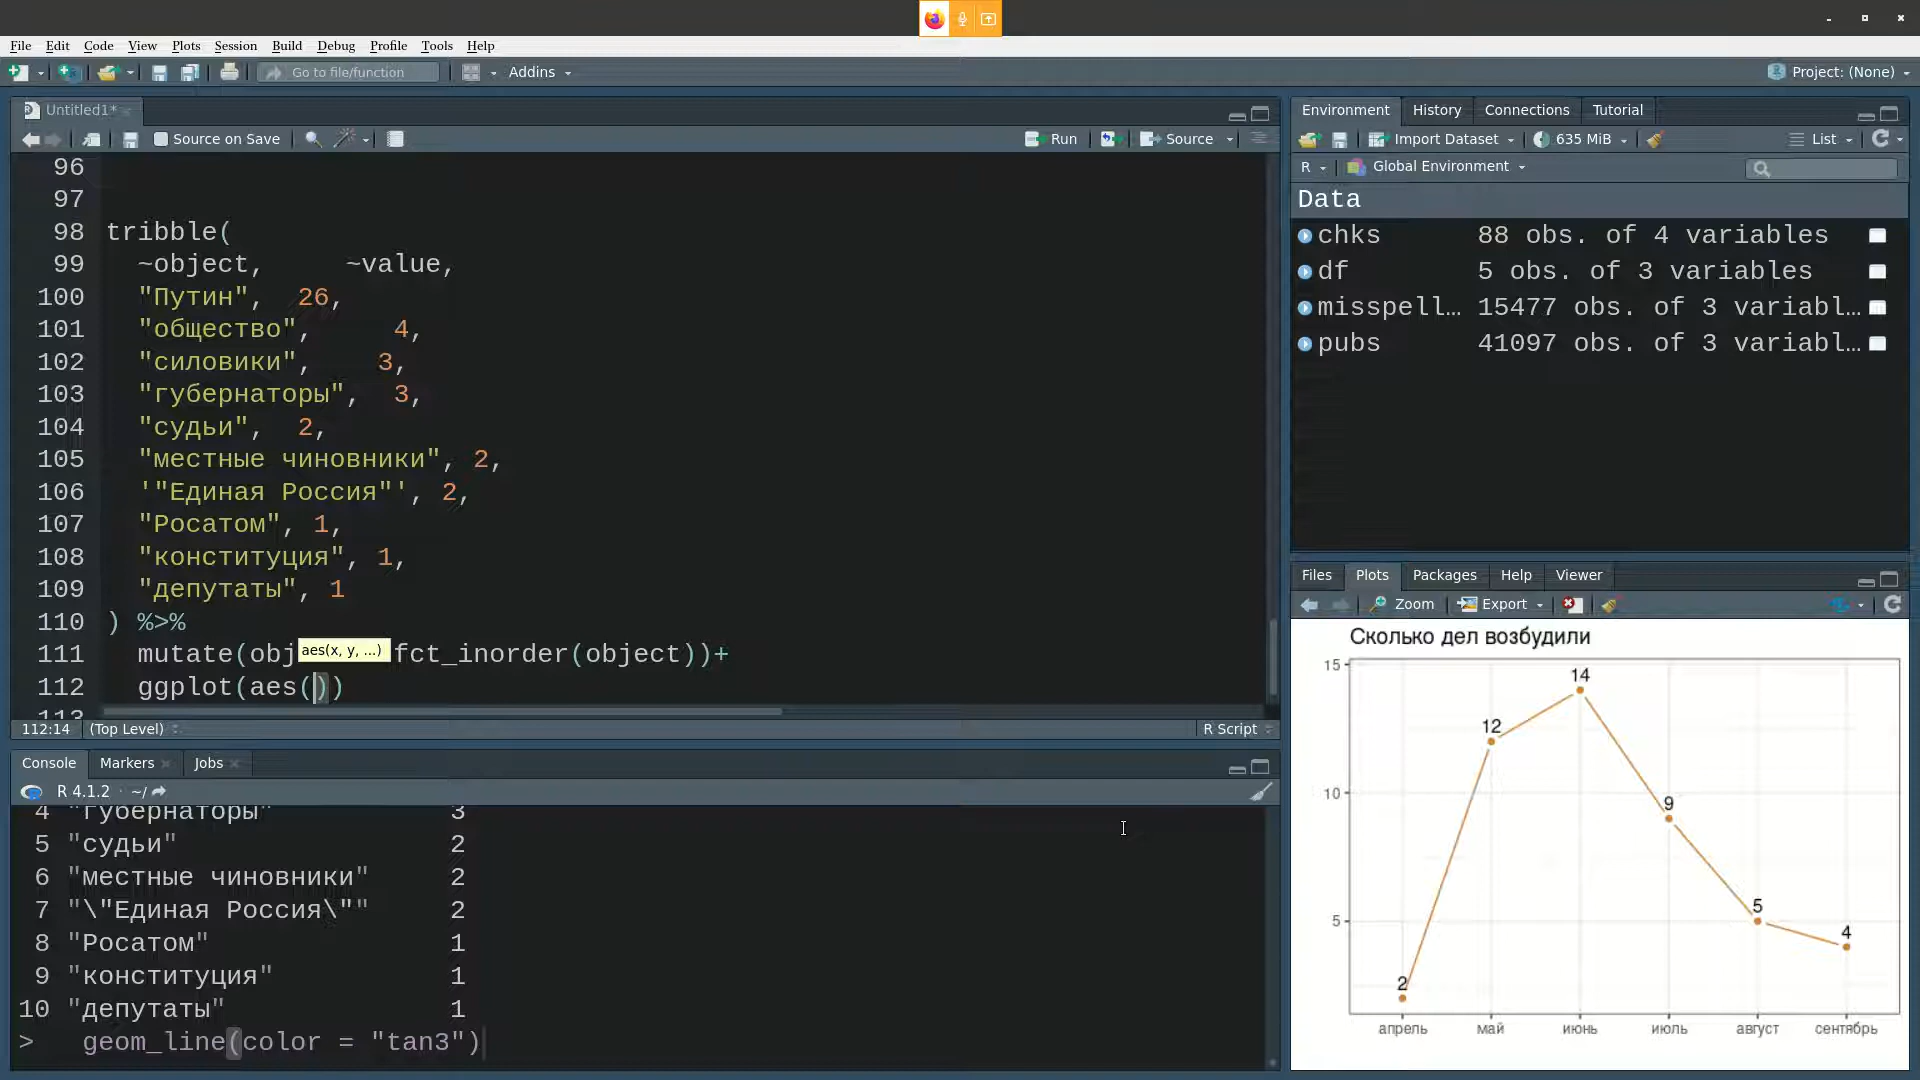 File Edit Code View Plots Session Build Debug Profile Tools Help
Go to file/function Addins Project: (None)
Untitled1*
Source on Save Run Source
96
97
98 tribble(
99 ~object, ~value,
100 "Путин", 26,
101 "общество", 4,
102 "силовики", 3,
103 "губернаторы", 3,
104 "судьи", 2,
105 "местные чиновники", 2,
106 '"Единая Россия"', 2,
107 "Росатом", 1,
108 "конституция", 1,
109 "депутаты", 1
110 ) %>%
111 mutate(obj fct_inorder(object))+
aes(x, y, ...)
112 ggplot(aes())
113
112:14 (Top Level) R Script
Console Markers Jobs
R 4.1.2 · ~/
4 "губернаторы" 3
5 "судьи" 2
6 "местные чиновники" 2
7 "\"Единая Россия\"" 2
8 "Росатом" 1
9 "конституция" 1
10 "депутаты" 1
> geom_line(color = "tan3")
Environment History Connections Tutorial
Import Dataset 635 MiB List
R Global Environment
Data
chks 88 obs. of 4 variables
df 5 obs. of 3 variables
misspell… 15477 obs. of 3 variabl…
pubs 41097 obs. of 3 variabl…
Files Plots Packages Help Viewer
Zoom Export
Сколько дел возбудили
15
10
5
2
12
14
9
5
4
апрель май июнь июль август сентябрь